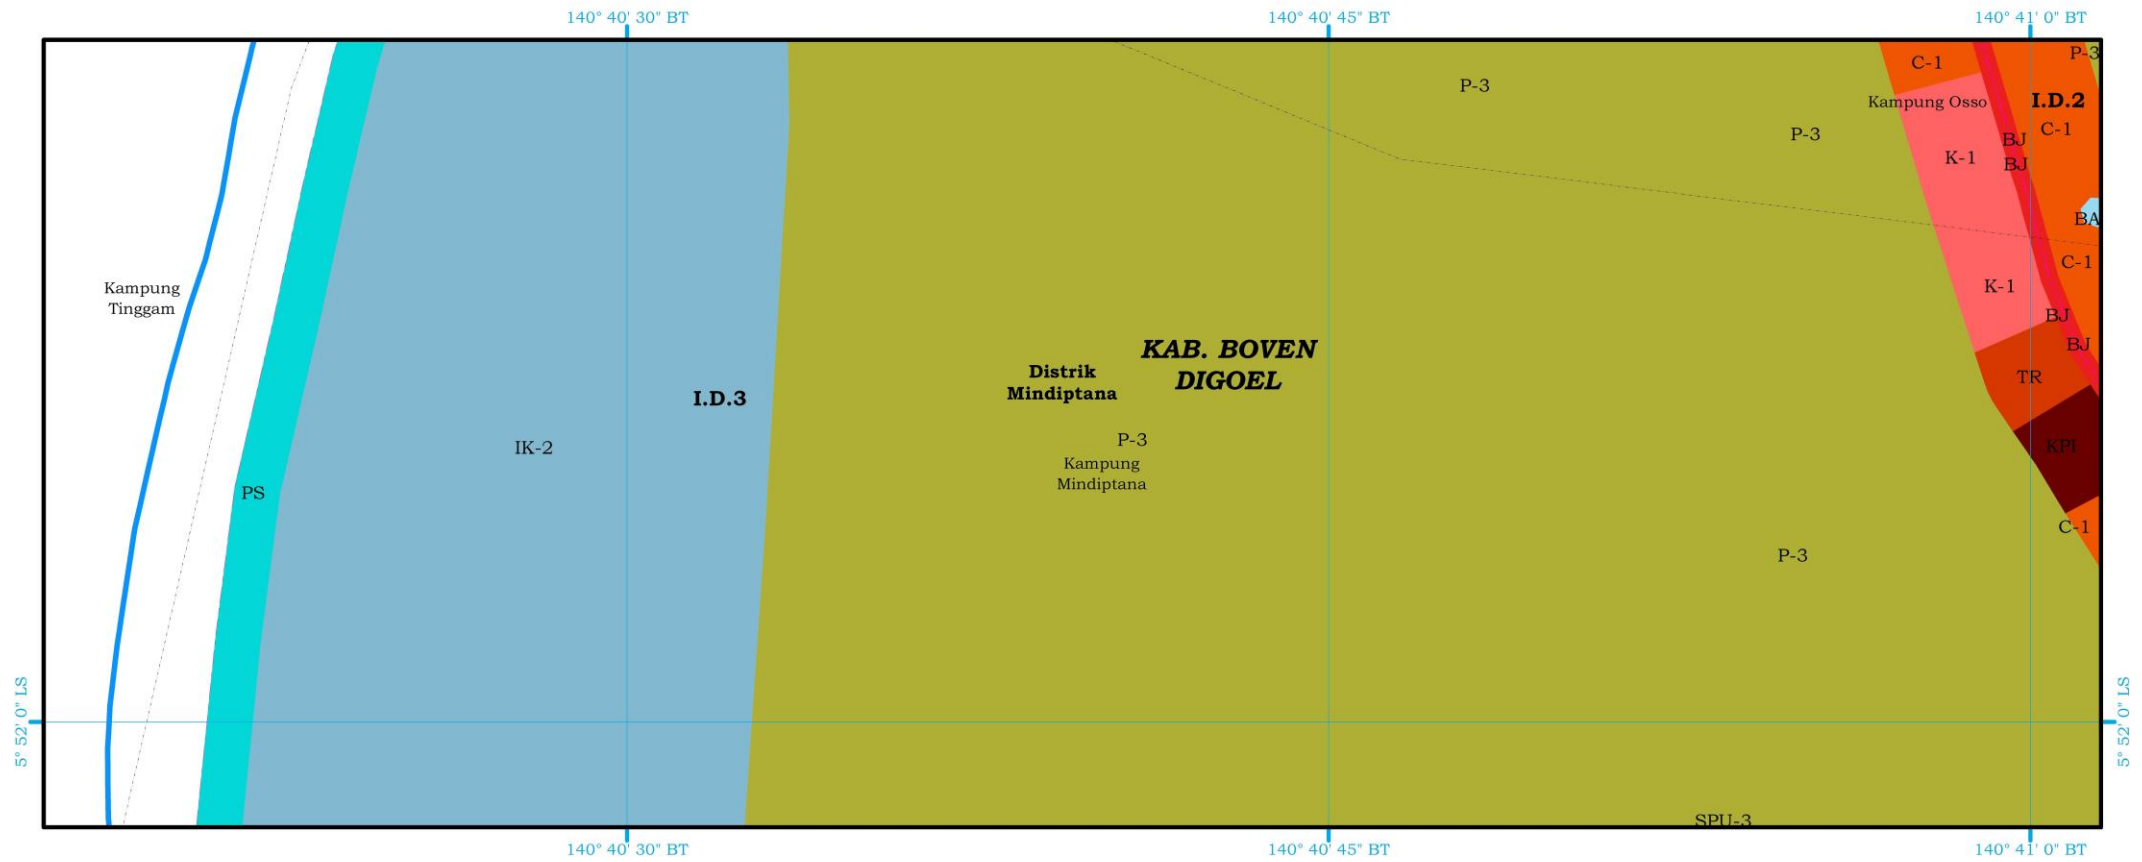 140° 40' 30" BT
140° 40' 45" BT
140° 41' 0" BT
P-3
C-1
P-3
Kampung Osso
I.D.2
C-1
P-3
BJ
K-1
BJ
BA
C-1
Kampung
Tinggam
K-1
BJ
BJ
KAB. BOVEN
DIGOEL
Distrik
Mindiptana
TR
I.D.3
P-3
IK-2
KPI
Kampung
Mindiptana
PS
C-1
P-3
5° 52' 0" LS
5° 52' 0" LS
SPU-3
140° 40' 30" BT
140° 40' 45" BT
140° 41' 0" BT